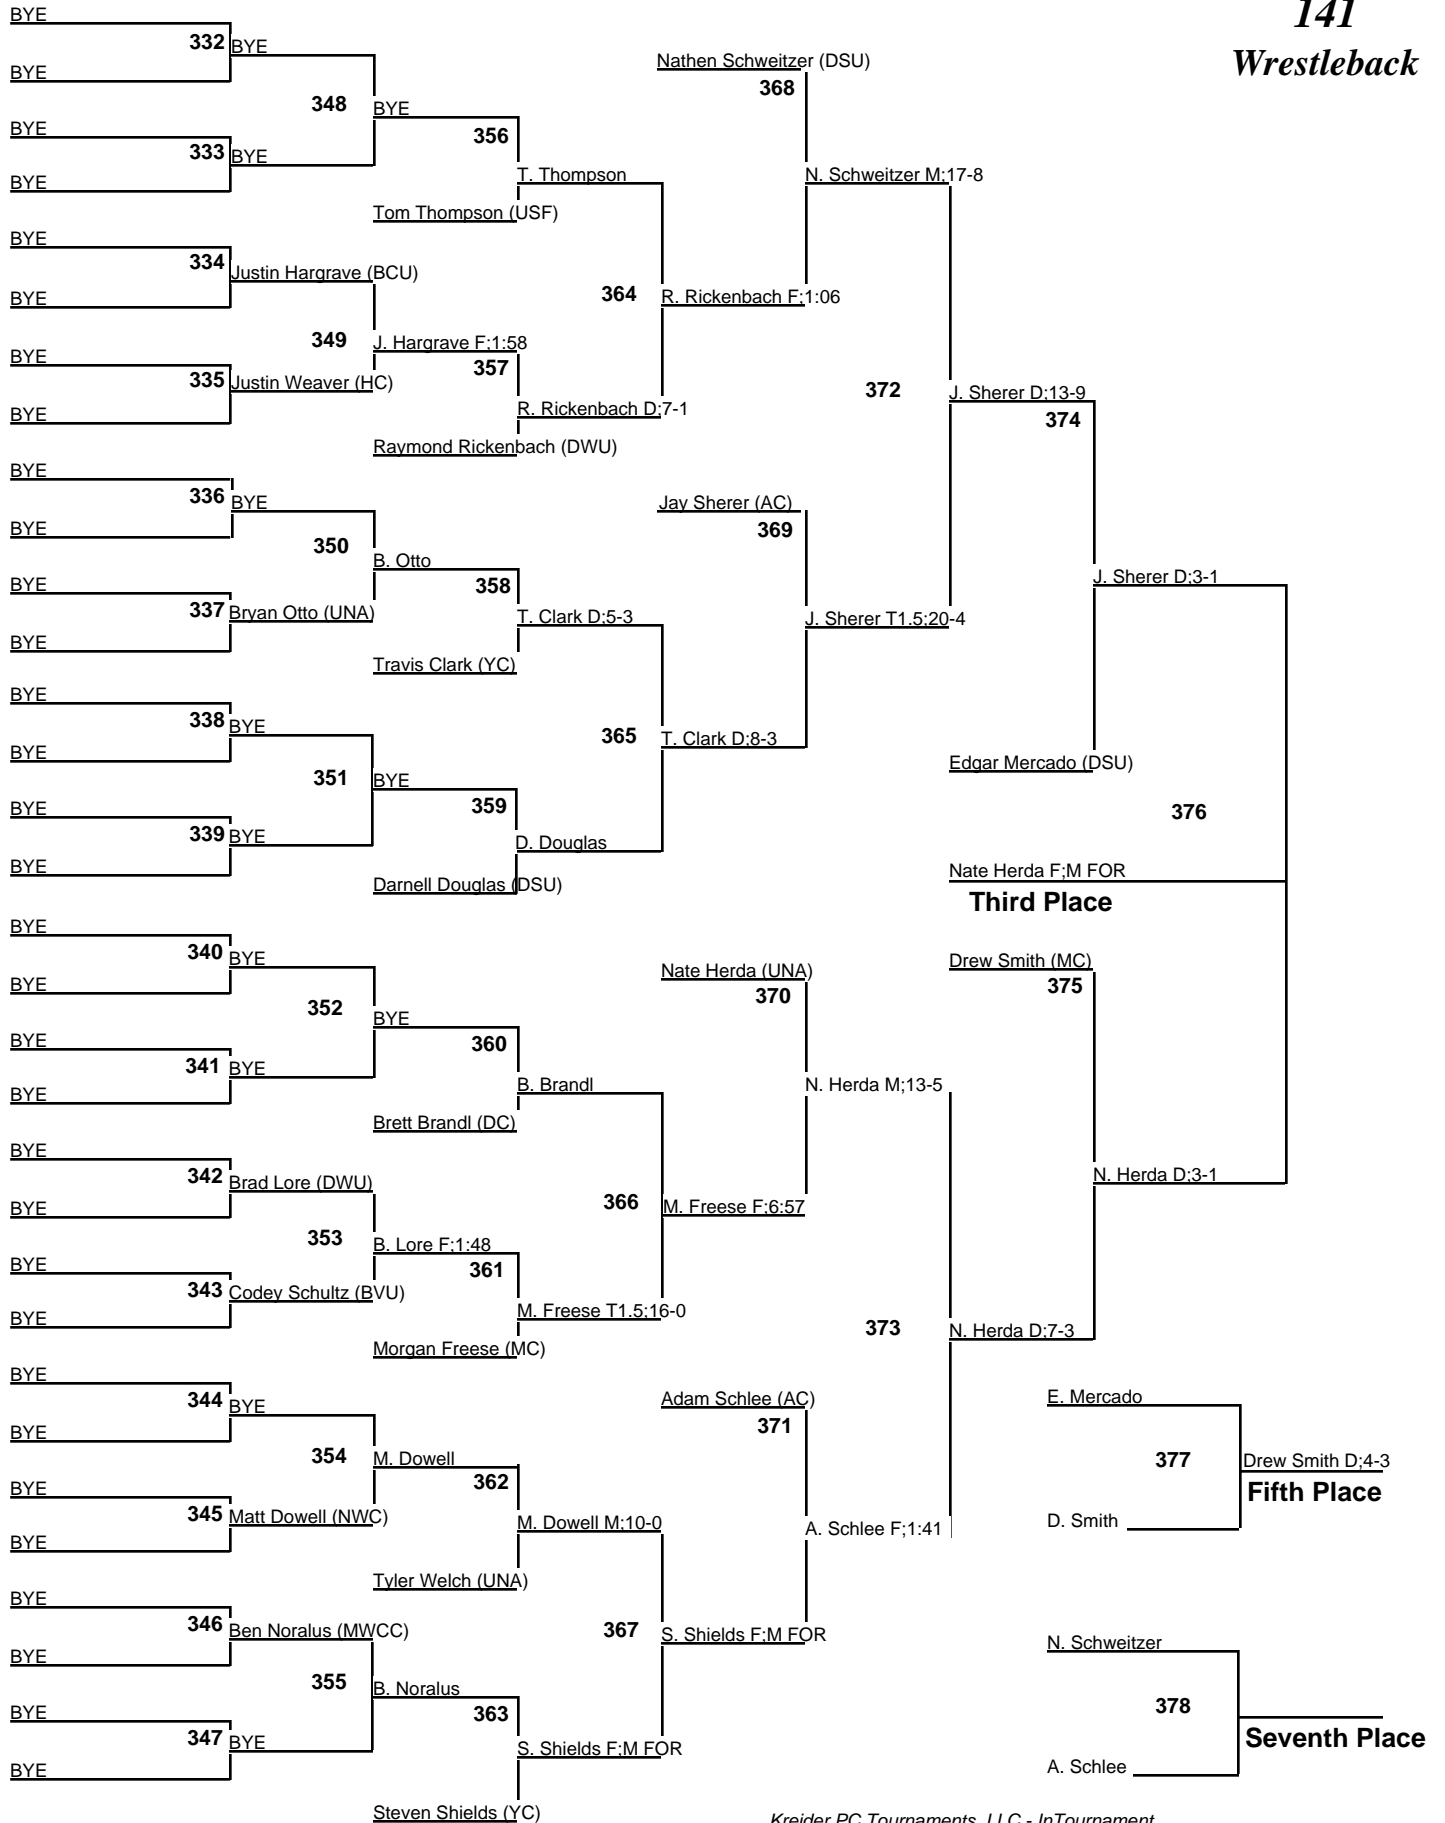 141
Wrestleback
BYE
332 BYE
BYE
348 BYE
BYE
333 BYE
BYE
356
T. Thompson
Tom Thompson (USF)
Nathen Schweitzer (DSU)
368
N. Schweitzer M;17-8
BYE
334
Justin Hargrave (BCU)
BYE
349 J. Hargrave F;1:58
BYE
335 Justin Weaver (HC)
BYE
357
R. Rickenbach D;7-1
Raymond Rickenbach (DWU)
364 R. Rickenbach F;1:06
372 J. Sherer D;13-9
374
BYE
336 BYE
BYE
350
B. Otto
BYE
337 Bryan Otto (UNA)
BYE
358
T. Clark D;5-3
Travis Clark (YC)
Jay Sherer (AC)
369
J. Sherer T1.5;20-4
J. Sherer D;3-1
BYE
338 BYE
BYE
351 BYE
BYE
339 BYE
BYE
359
D. Douglas
Darnell Douglas (DSU)
365 T. Clark D;8-3
Edgar Mercado (DSU)
376
Nate Herda F;M FOR
Third Place
BYE
340 BYE
BYE
352
BYE
BYE
341 BYE
BYE
360
B. Brandl
Brett Brandl (DC)
Nate Herda (UNA)
370
N. Herda M;13-5
Drew Smith (MC)
375
N. Herda D;3-1
BYE
342 Brad Lore (DWU)
BYE
353 B. Lore F;1:48
BYE
343 Codey Schultz (BVU)
BYE
361
M. Freese T1.5;16-0
Morgan Freese (MC)
366 M. Freese F;6:57
373 N. Herda D;7-3
BYE
344 BYE
BYE
354 M. Dowell
BYE
345 Matt Dowell (NWC)
BYE
362
M. Dowell M;10-0
Tyler Welch (UNA)
Adam Schlee (AC)
371
A. Schlee F;1:41
E. Mercado
377 Drew Smith D;4-3
Fifth Place
D. Smith
BYE
346 Ben Noralus (MWCC)
BYE
355 B. Noralus
BYE
347 BYE
BYE
363
S. Shields F;M FOR
Steven Shields (YC)
367 S. Shields F;M FOR
N. Schweitzer
378
Seventh Place
A. Schlee
Kreider PC Tournaments, LLC - InTournament